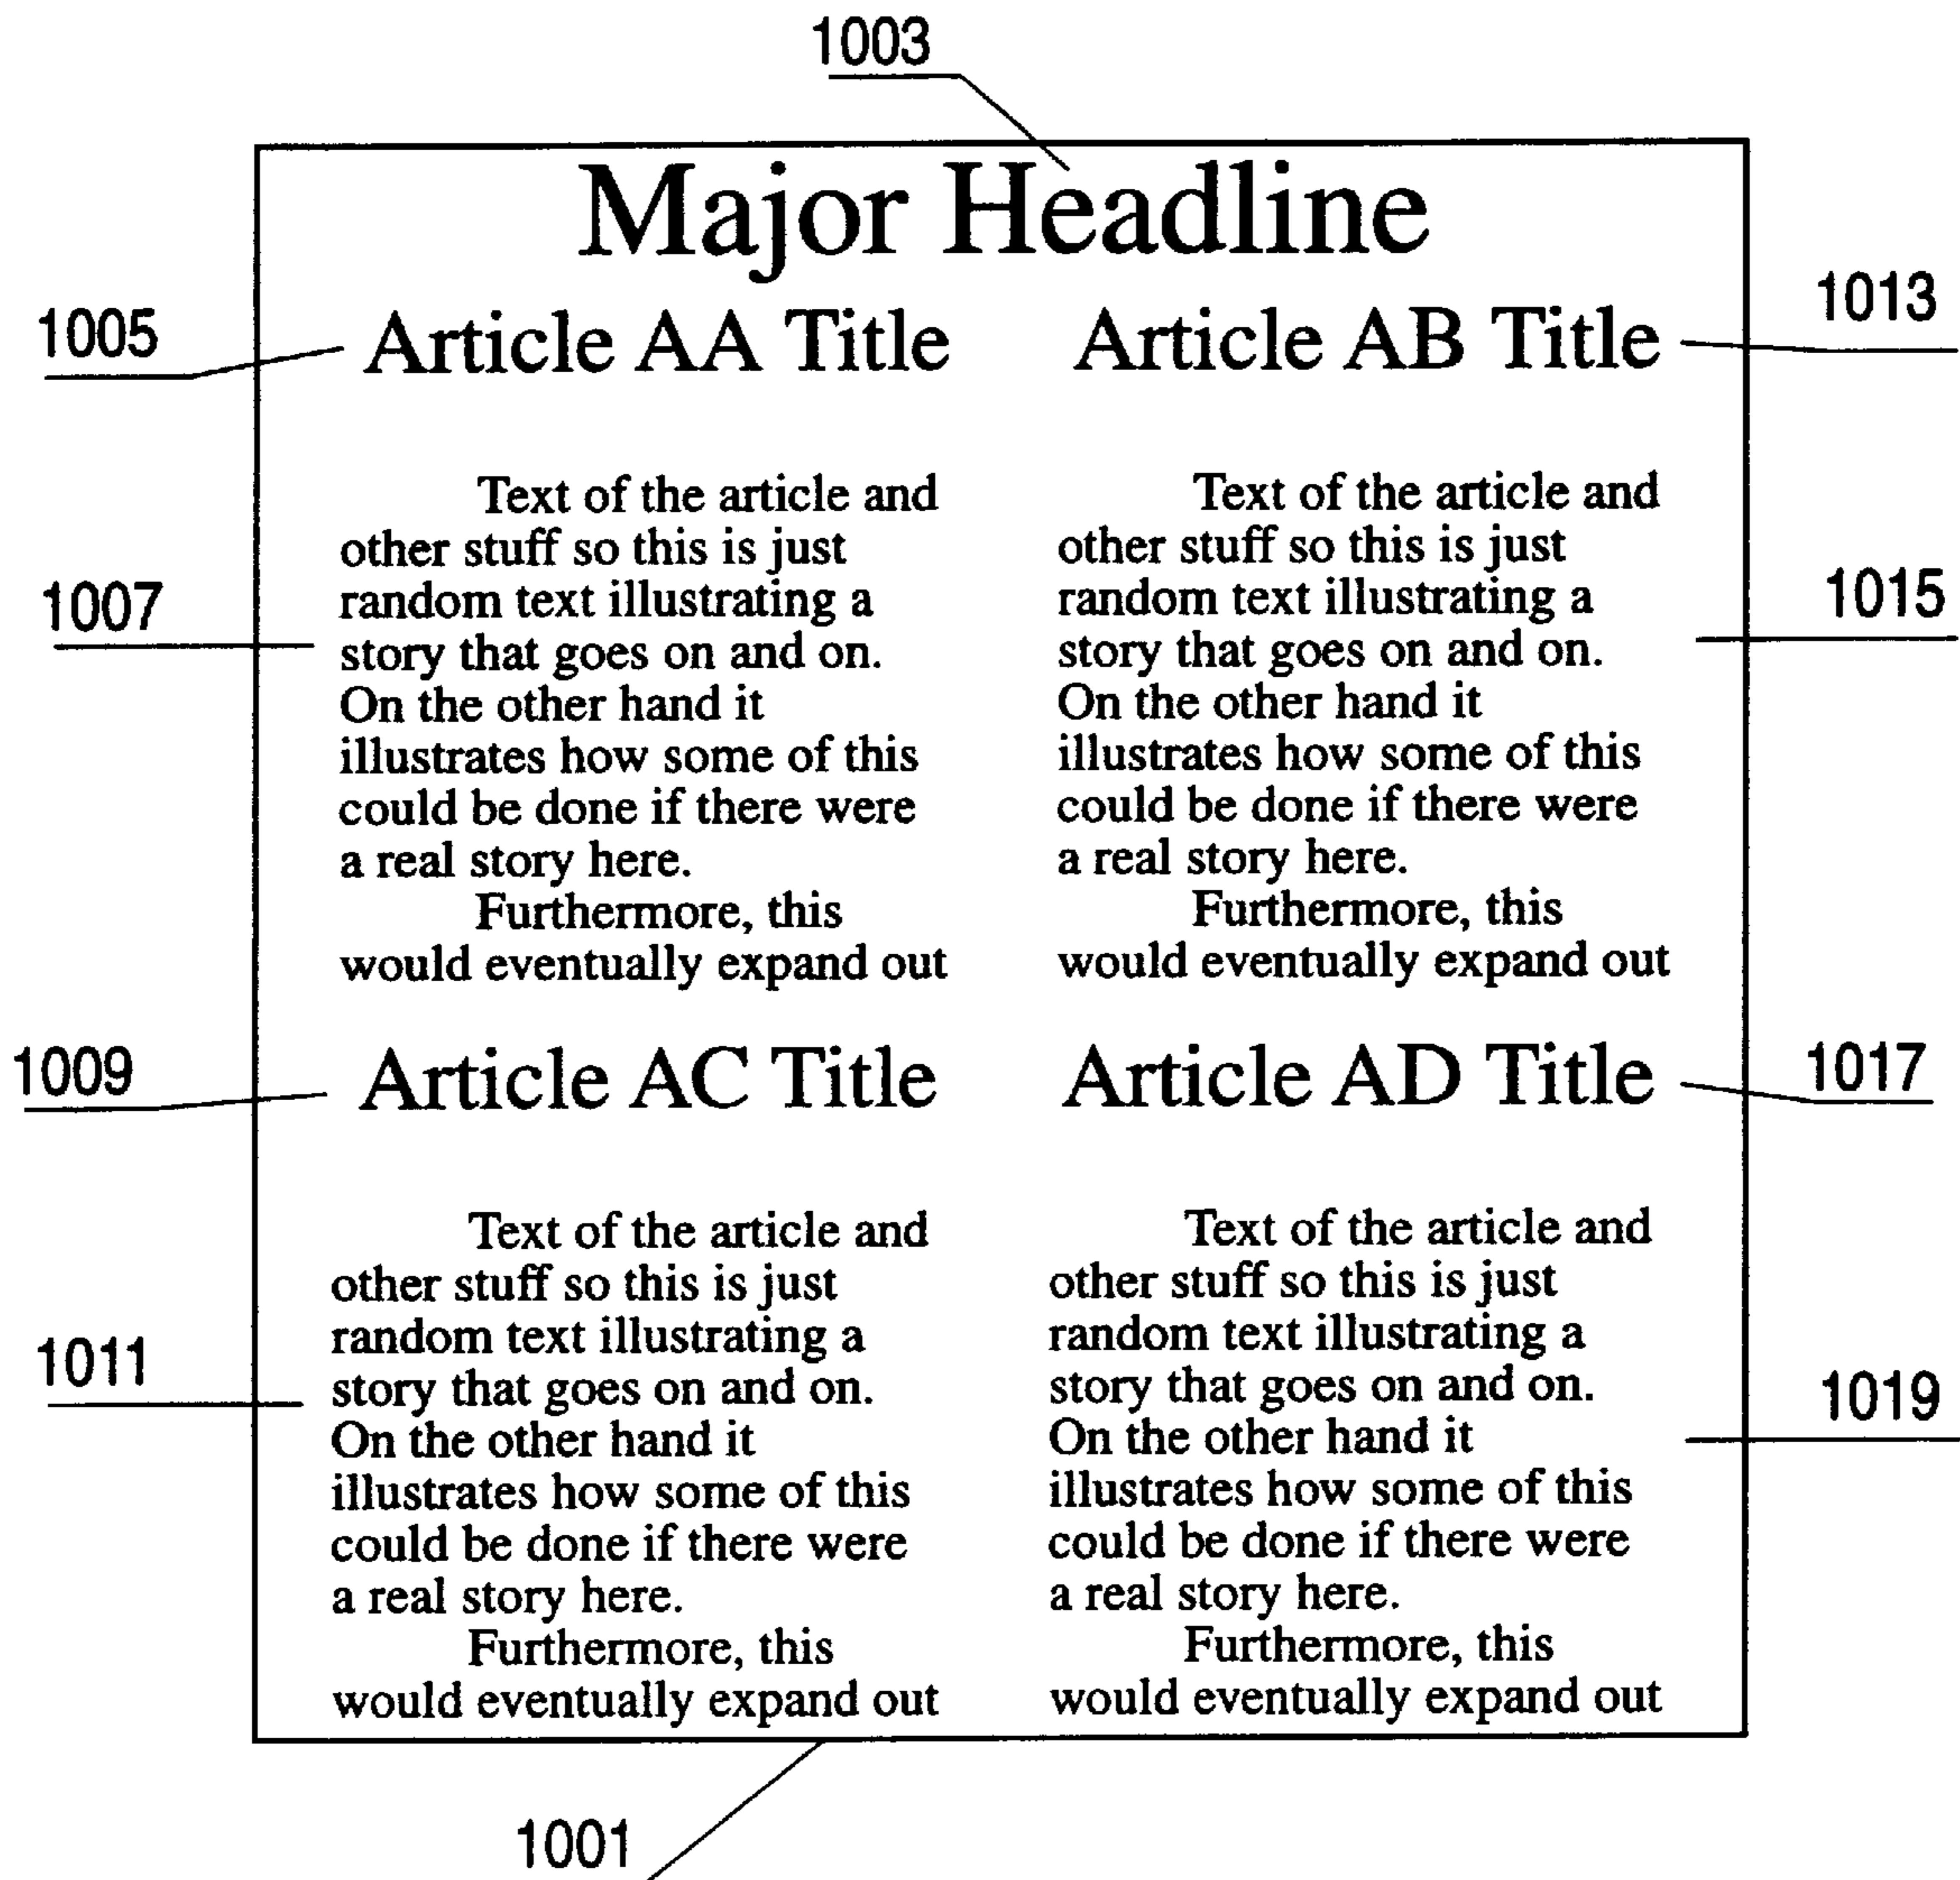 1003
Major Headline
1005
Article AA Title
1007
Text of the article and
other stuff so this is just
random text illustrating a
story that goes on and on.
On the other hand it
illustrates how some of this
could be done if there were
a real story here.
Furthermore, this
would eventually expand out
1013
Article AB Title
1015
Text of the article and
other stuff so this is just
random text illustrating a
story that goes on and on.
On the other hand it
illustrates how some of this
could be done if there were
a real story here.
Furthermore, this
would eventually expand out
1009
Article AC Title
1011
Text of the article and
other stuff so this is just
random text illustrating a
story that goes on and on.
On the other hand it
illustrates how some of this
could be done if there were
a real story here.
Furthermore, this
would eventually expand out
1017
Article AD Title
1019
Text of the article and
other stuff so this is just
random text illustrating a
story that goes on and on.
On the other hand it
illustrates how some of this
could be done if there were
a real story here.
Furthermore, this
would eventually expand out
1001